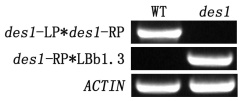 WT des1
des1-LP*des1-RP
des1-RP*LBb1.3
ACTIN